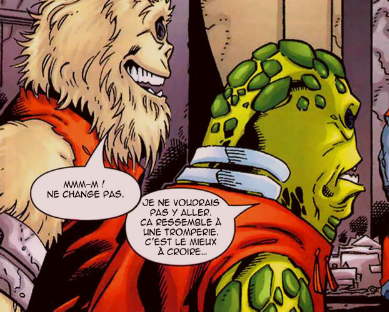 MMM-M !
NE CHANGE PAS.
JE NE VOUDRAIS
PAS Y ALLER.
ÇA RESSEMBLE À
UNE TROMPERIE.
C'EST LE MIEUX
À CROIRE...